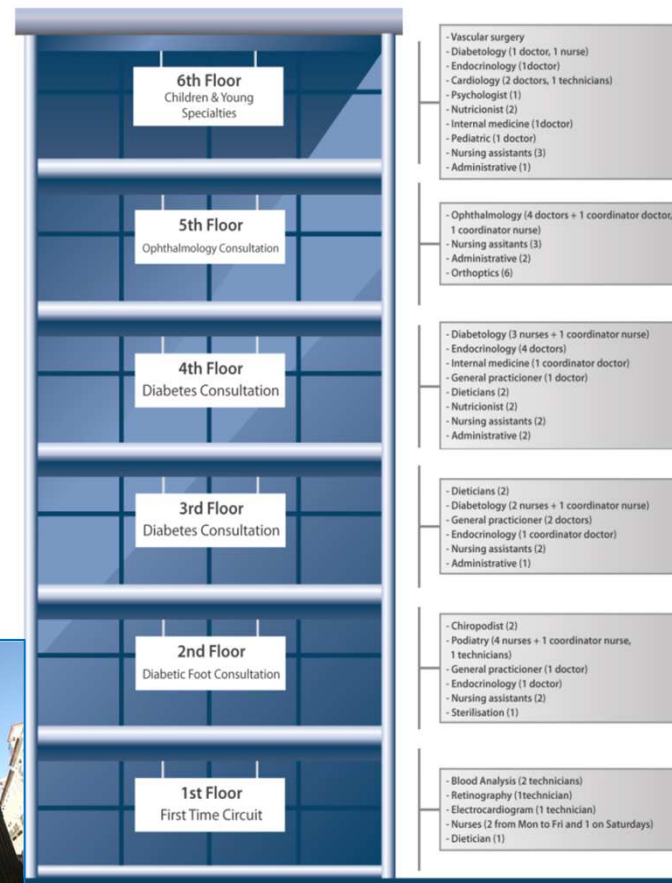 6th Floor
Children & Young
Specialties
- Vascular surgery
- Diabetology (1 doctor, 1 nurse)
- Endocrinology (1doctor)
- Cardiology (2 doctors, 1 technicians)
- Psychologist (1)
- Nutricionist (2)
- Internal medicine (1doctor)
- Pediatric (1 doctor)
- Nursing assistants (3)
- Administrative (1)
5th Floor
Ophthalmology Consultation
- Ophthalmology (4 doctors + 1 coordinator doctor,
1 coordinator nurse)
- Nursing assitants (3)
- Administrative (2)
- Orthoptics (6)
4th Floor
Diabetes Consultation
- Diabetology (3 nurses + 1 coordinator nurse)
- Endocrinology (4 doctors)
- Internal medicine (1 coordinator doctor)
- General practicioner (1 doctor)
- Dieticians (2)
- Nutricionist (2)
- Nursing assistants (2)
- Administrative (2)
3rd Floor
Diabetes Consultation
- Dieticians (2)
- Diabetology (2 nurses + 1 coordinator nurse)
- General practicioner (2 doctors)
- Endocrinology (1 coordinator doctor)
- Nursing assistants (2)
- Administrative (1)
2nd Floor
Diabetic Foot Consultation
- Chiropodist (2)
- Podiatry (4 nurses + 1 coordinator nurse,
1 technicians)
- General practicioner (1 doctor)
- Endocrinology (1 doctor)
- Nursing assistants (2)
- Sterilisation (1)
1st Floor
First Time Circuit
- Blood Analysis (2 technicians)
- Retinography (1technician)
- Electrocardiogram (1 technician)
- Nurses (2 from Mon to Fri and 1 on Saturdays)
- Dietician (1)